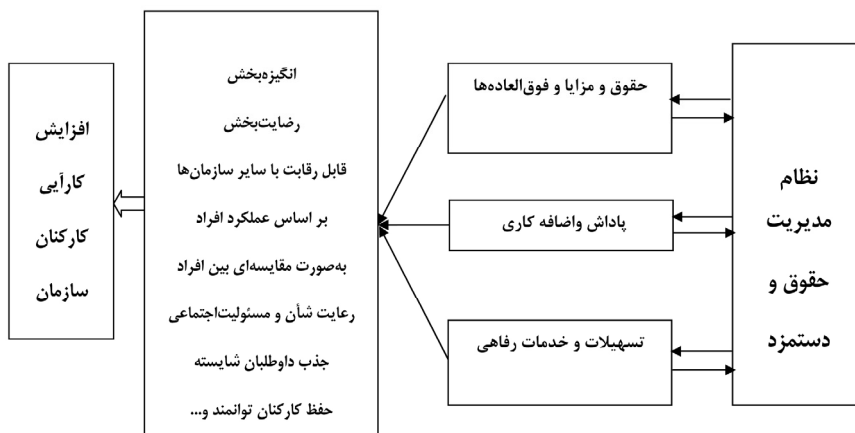 نظام
مدیریت
حقوق و
دستمزد
حقوق و مزایا و فوق‌العاده‌ها
پاداش واضافه کاری
تسهیلات و خدمات رفاهی
انگیزه‌بخش
رضایت‌بخش
قابل رقابت با سایر سازمان‌ها
بر اساس عملکرد افراد
به‌صورت مقایسه‌ای بین افراد
رعایت شأن و مسئولیت‌اجتماعی
جذب داوطلبان شایسته
حفظ کارکنان توانمند و...
افزایش
کارآیی
کارکنان
سازمان